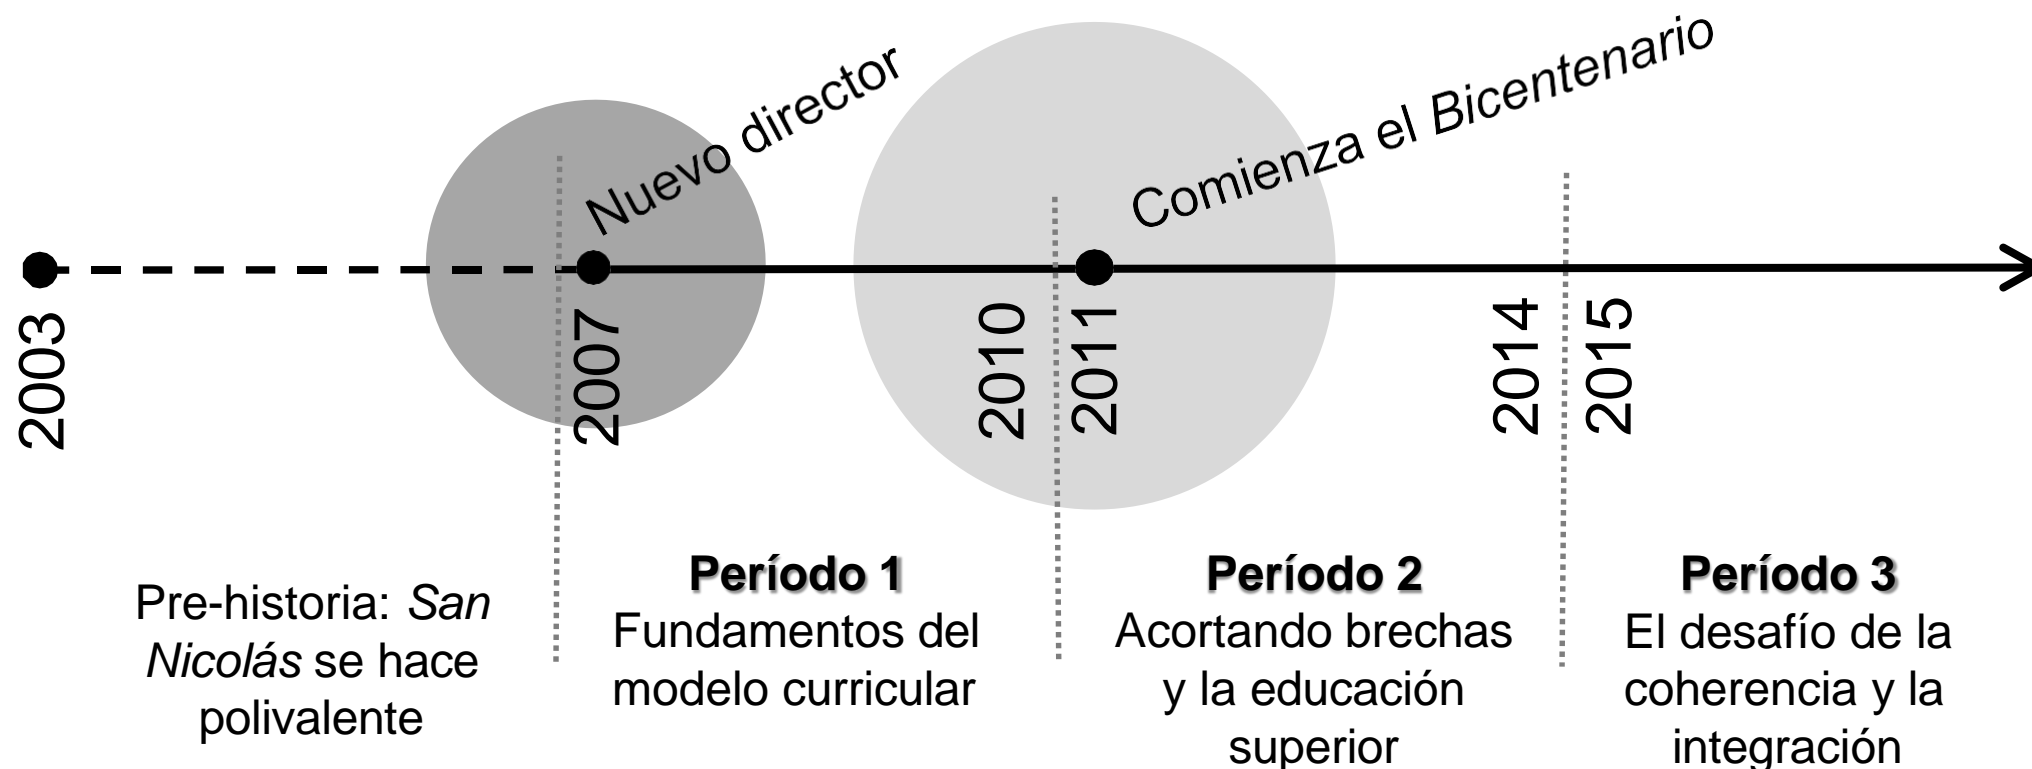 Nuevo director
Comienza el Bicentenario
2003
2007
2010
2011
2014
2015
Pre-historia: San
Nicolás se hace
polivalente
Período 1
Fundamentos del
modelo curricular
Período 2
Acortando brechas
y la educación
superior
Período 3
El desafío de la
coherencia y la
integración